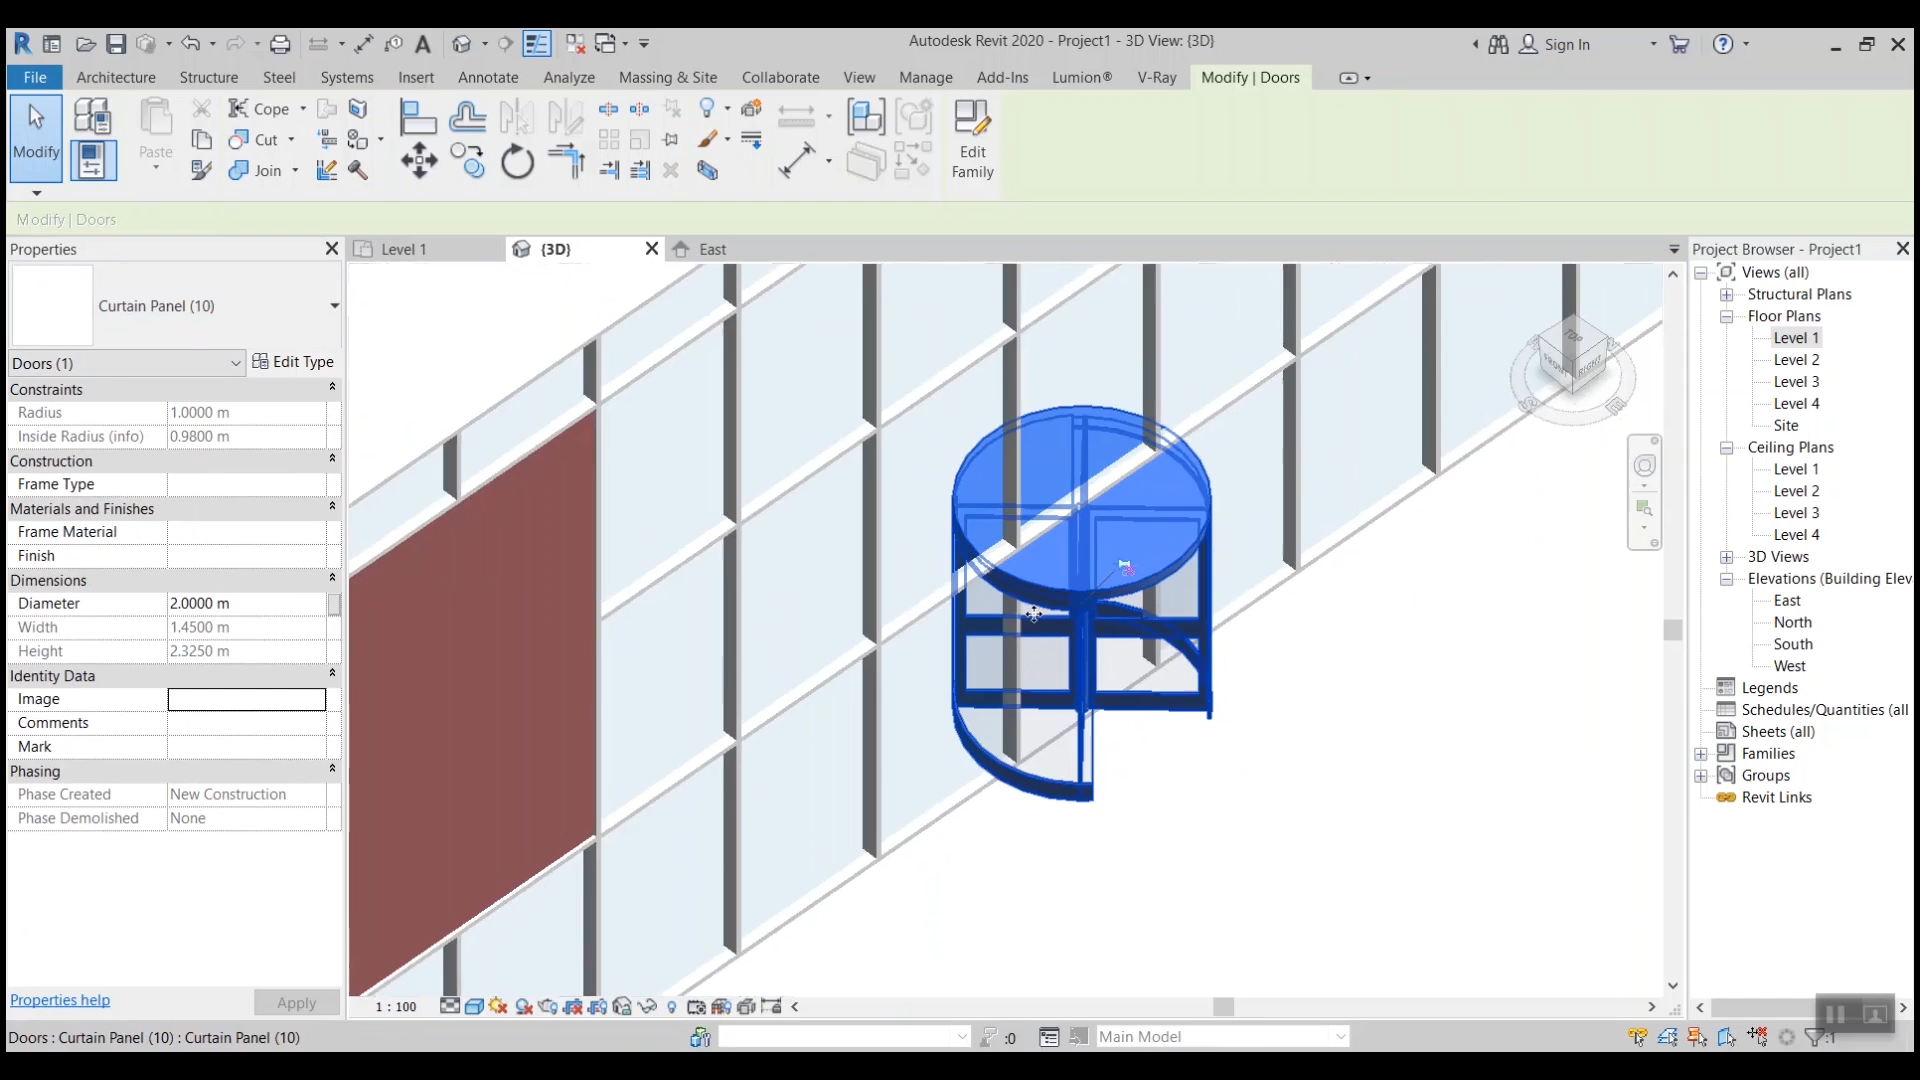 Autodesk Revit 2020 - Project1 - 3D View: {3D}
Sign In
File Architecture Structure Steel Systems Insert Annotate Analyze Massing & Site Collaborate View Manage Add-Ins Lumion® V-Ray Modify | Doors
Modify
Paste
Cope
Cut
Join
Edit
Family
Modify | Doors
Properties
Level 1
{3D}
East
Project Browser - Project1
Curtain Panel (10)
Doors (1)
Edit Type
Constraints
Radius 1.0000 m
Inside Radius (info) 0.9800 m
Construction
Frame Type
Materials and Finishes
Frame Material
Finish
Dimensions
Diameter 2.0000 m
Width 1.4500 m
Height 2.3250 m
Identity Data
Image
Comments
Mark
Phasing
Phase Created New Construction
Phase Demolished None
Properties help
Apply
TOP
FRONT
RIGHT
S
E
Views (all)
Structural Plans
Floor Plans
Level 1
Level 2
Level 3
Level 4
Site
Ceiling Plans
Level 1
Level 2
Level 3
Level 4
3D Views
Elevations (Building Elev
East
North
South
West
Legends
Schedules/Quantities (all
Sheets (all)
Families
Groups
Revit Links
1 : 100
Doors : Curtain Panel (10) : Curtain Panel (10)
:0
Main Model
:1